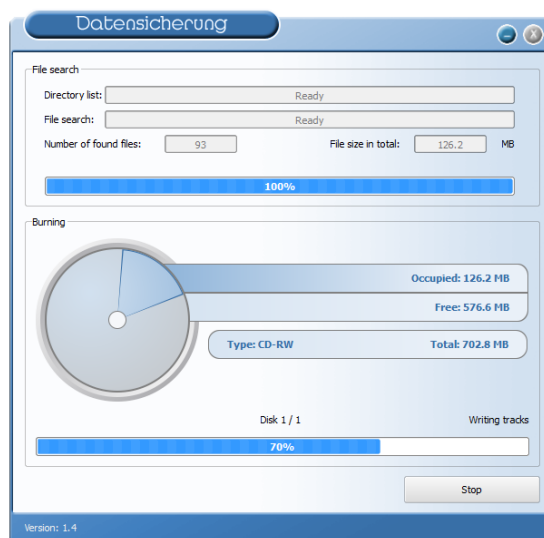 Datensicherung
X
File search
Directory list: Ready
File search: Ready
Number of found files: 93 File size in total: 126.2 MB
100%
Burning
Occupied: 126.2 MB
Free: 576.6 MB
Type: CD-RW Total: 702.8 MB
Disk 1 / 1 Writing tracks
70%
Stop
Version: 1.4